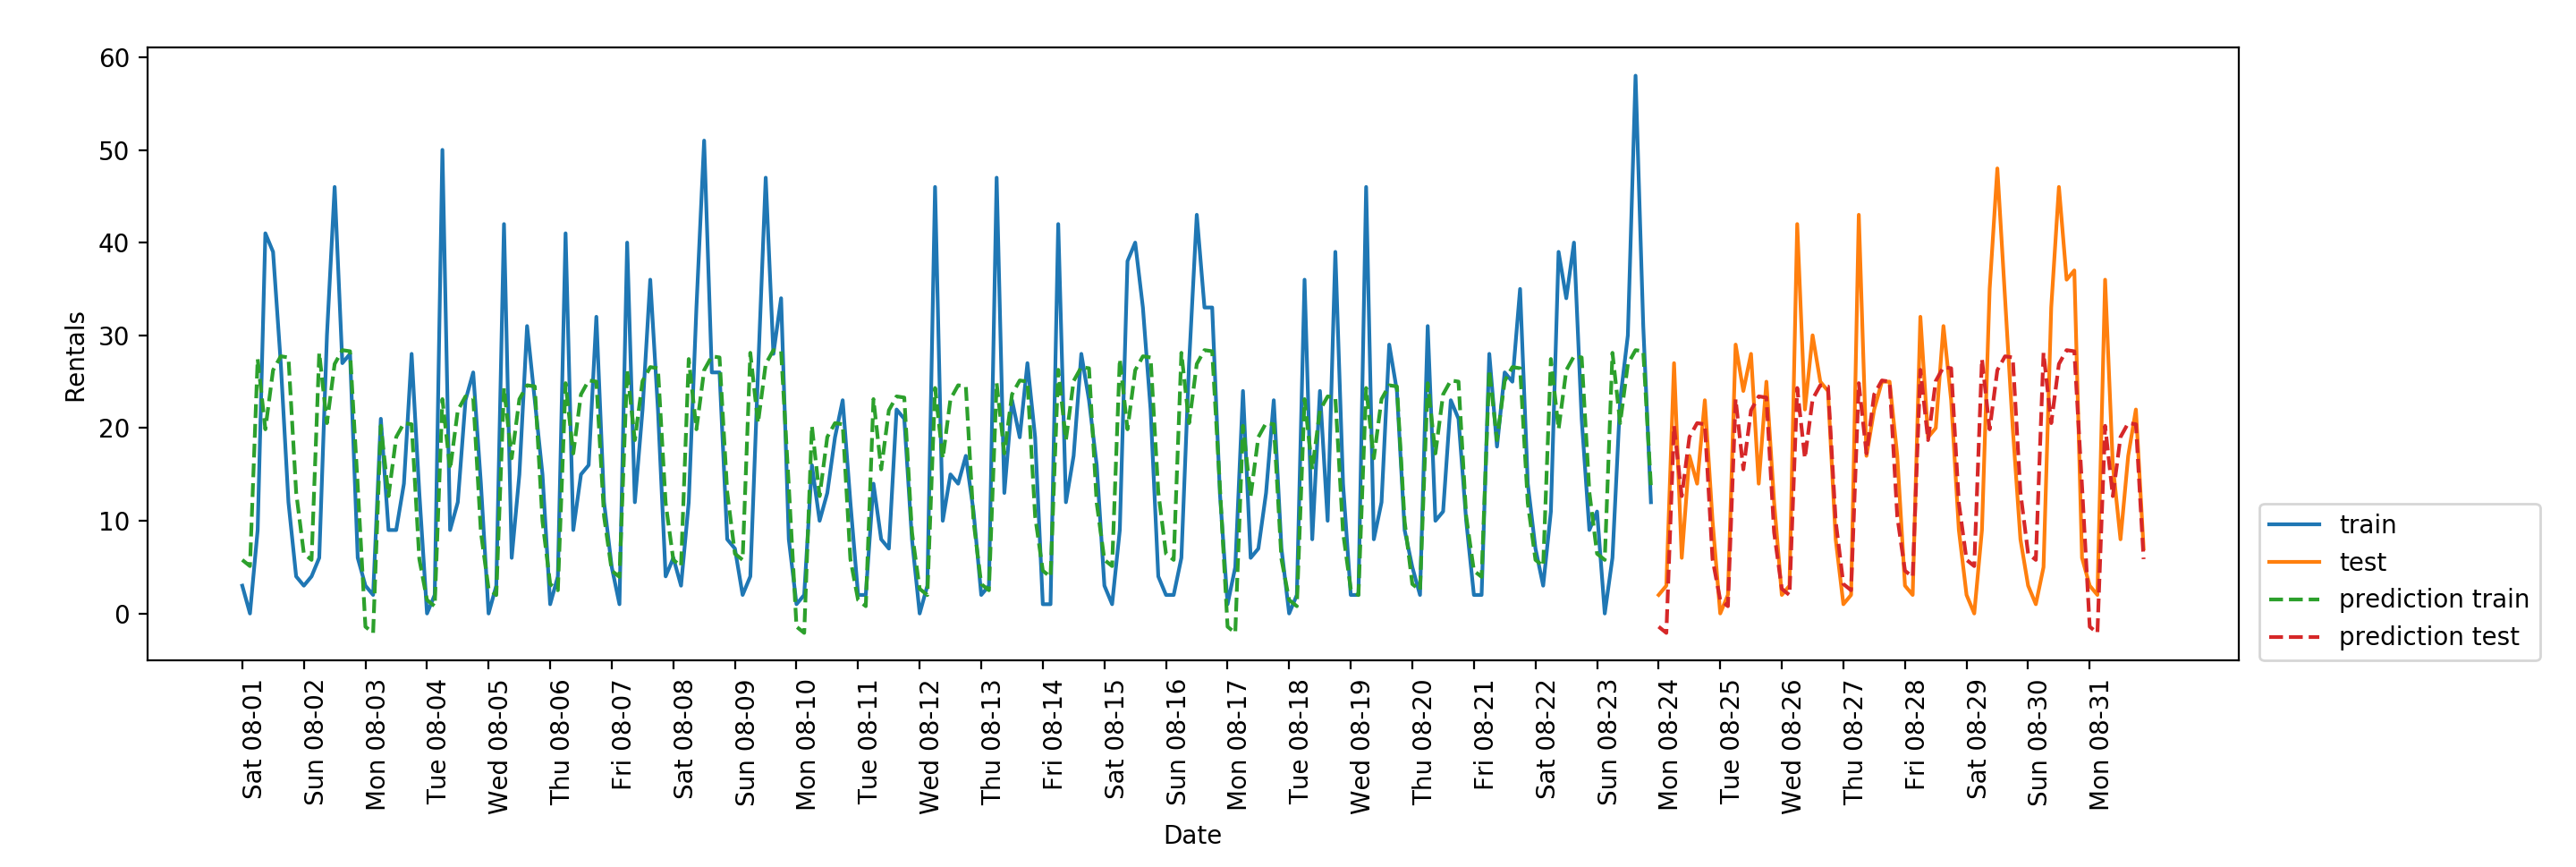 60
50
40
30
20
10
0
Rentals
Sat 08-01
Sun 08-02
Mon 08-03
Tue 08-04
Wed 08-05
Thu 08-06
Fri 08-07
Sat 08-08
Sun 08-09
Mon 08-10
Tue 08-11
Wed 08-12
Thu 08-13
Fri 08-14
Sat 08-15
Sun 08-16
Mon 08-17
Tue 08-18
Wed 08-19
Thu 08-20
Fri 08-21
Sat 08-22
Sun 08-23
Mon 08-24
Tue 08-25
Wed 08-26
Thu 08-27
Fri 08-28
Sat 08-29
Sun 08-30
Mon 08-31
Date
train
test
prediction train
prediction test